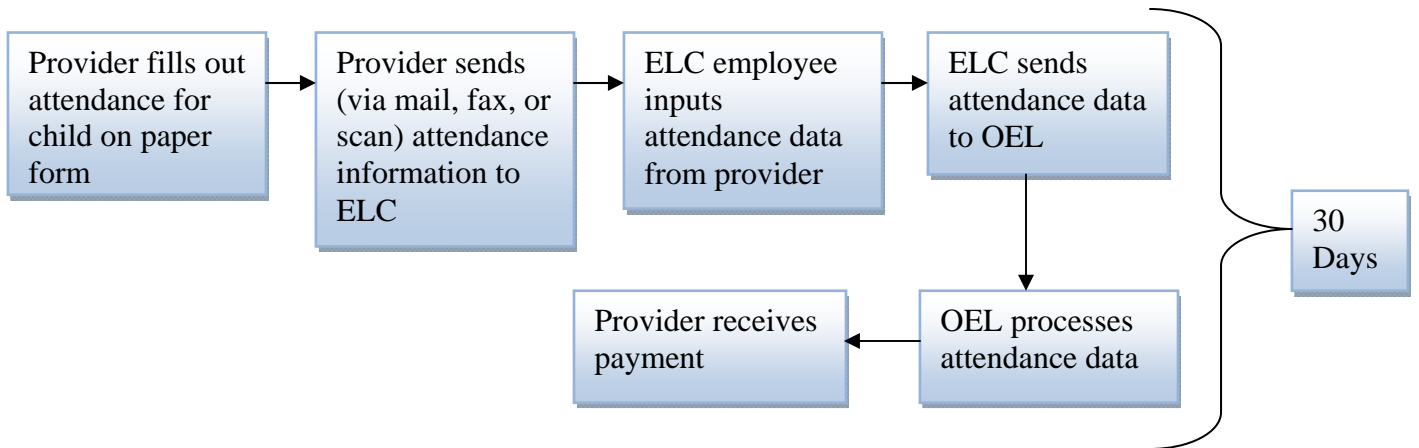 Provider fills out
attendance for
child on paper
form
Provider sends
(via mail, fax, or
scan) attendance
information to
ELC
ELC employee
inputs
attendance data
from provider
ELC sends
attendance data
to OEL
30
Days
OEL processes
attendance data
Provider receives
payment